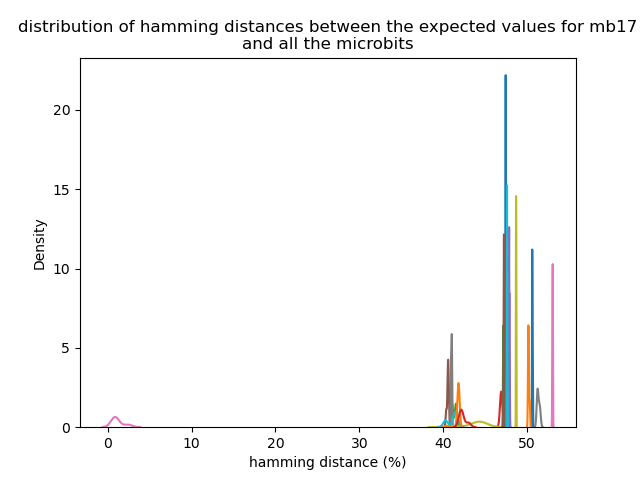 distribution of hamming distances between the expected values for mb17
and all the microbits
20
15
10
5
0
Density
0 10 20 30 40 50
hamming distance (%)